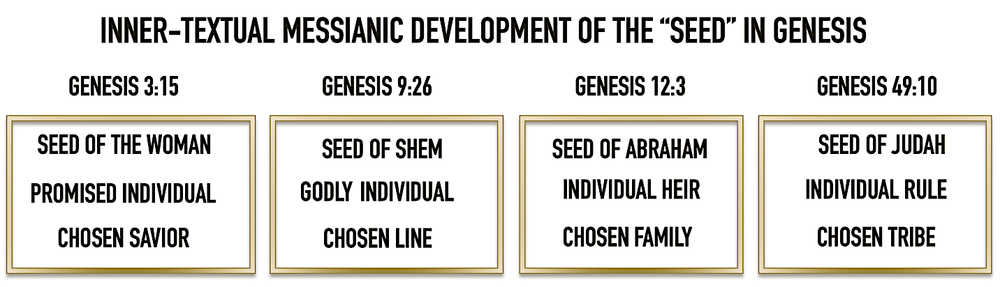 INNER-TEXTUAL MESSIANIC DEVELOPMENT OF THE “SEED” IN GENESIS
GENESIS 3:15
SEED OF THE WOMAN
PROMISED INDIVIDUAL
CHOSEN SAVIOR
GENESIS 9:26
SEED OF SHEM
GODLY INDIVIDUAL
CHOSEN LINE
GENESIS 12:3
SEED OF ABRAHAM
INDIVIDUAL HEIR
CHOSEN FAMILY
GENESIS 49:10
SEED OF JUDAH
INDIVIDUAL RULE
CHOSEN TRIBE